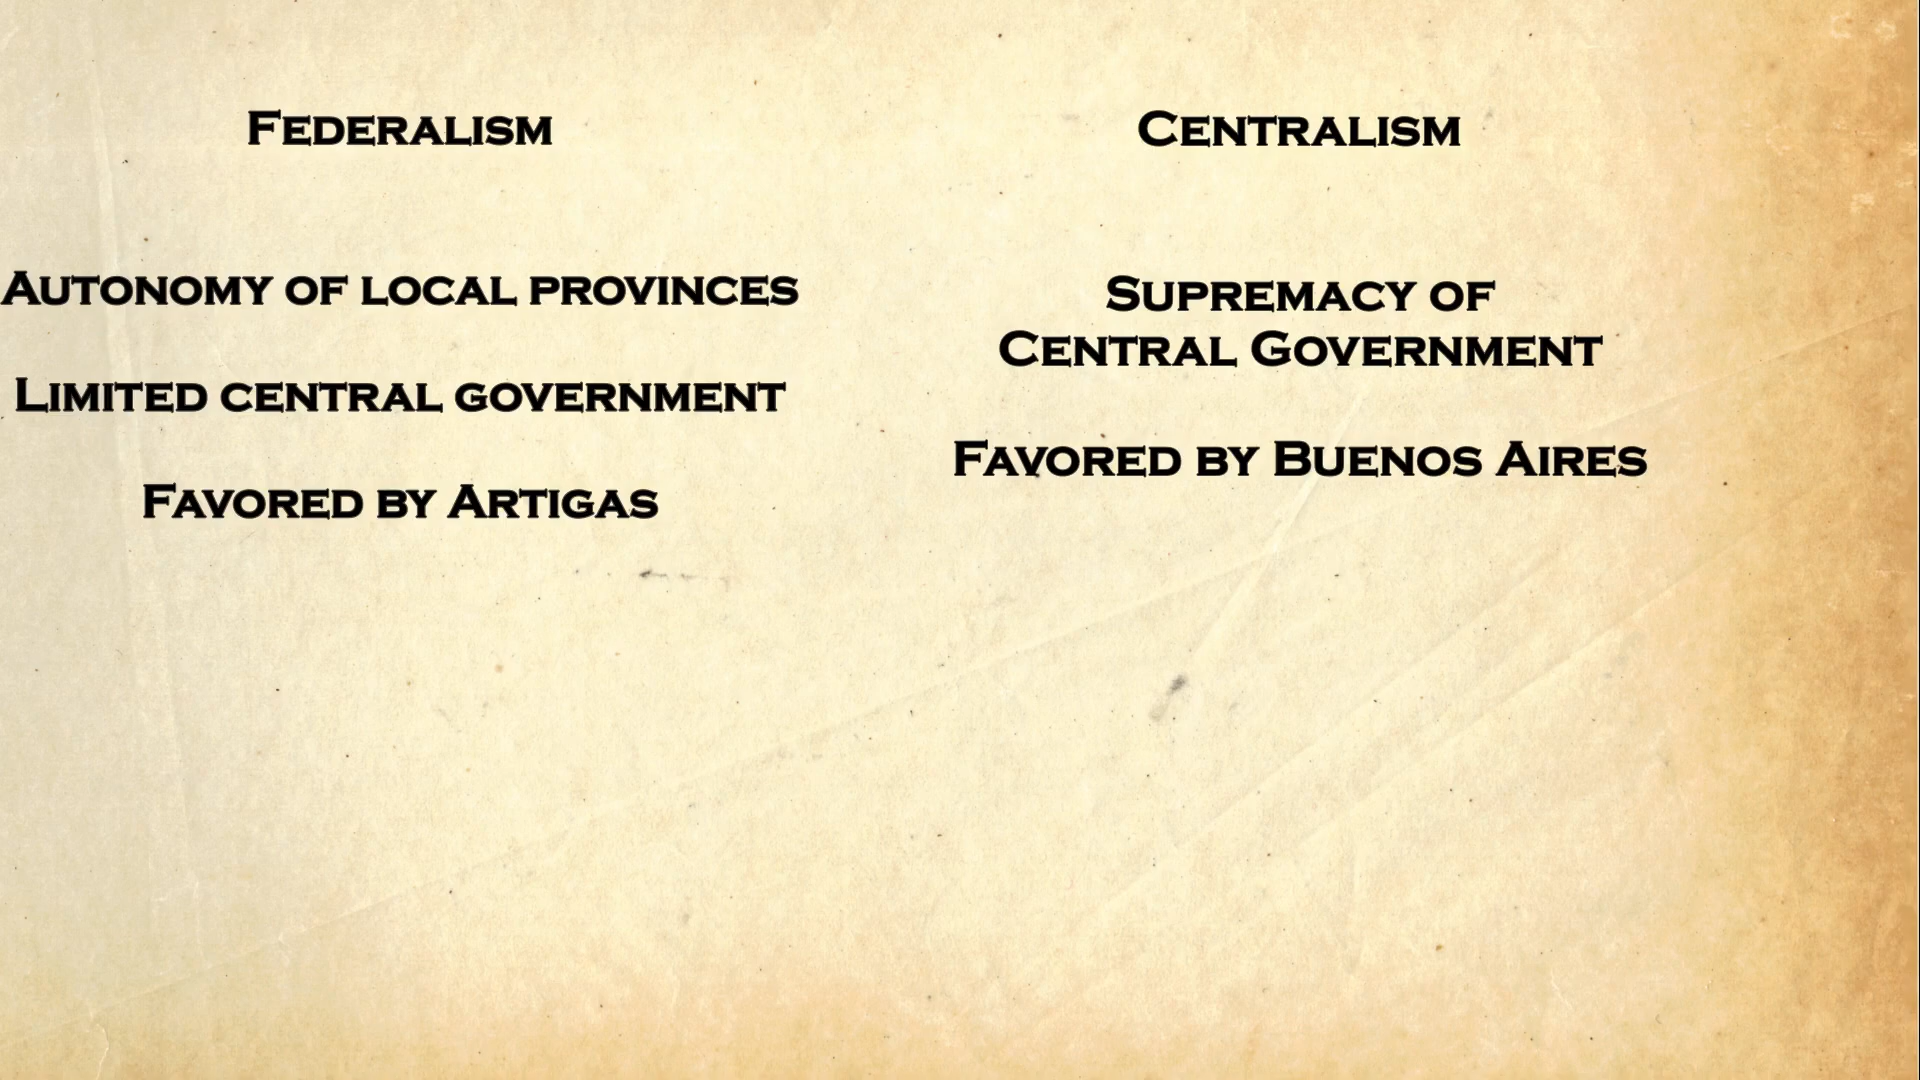 Federalism
Autonomy of local provinces
Limited central government
Favored by Artigas
Centralism
Supremacy of
Central Government
Favored by Buenos Aires